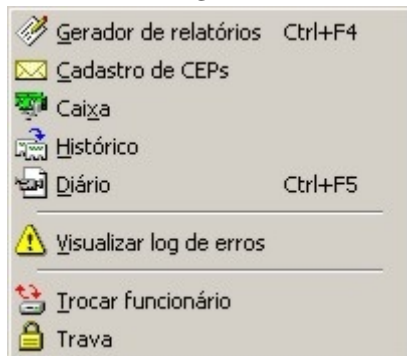 Gerador de relatórios Ctrl+F4
Cadastro de CEPs
Caixa
Histórico
Diário Ctrl+F5
Visualizar log de erros
Trocar funcionário
Trava